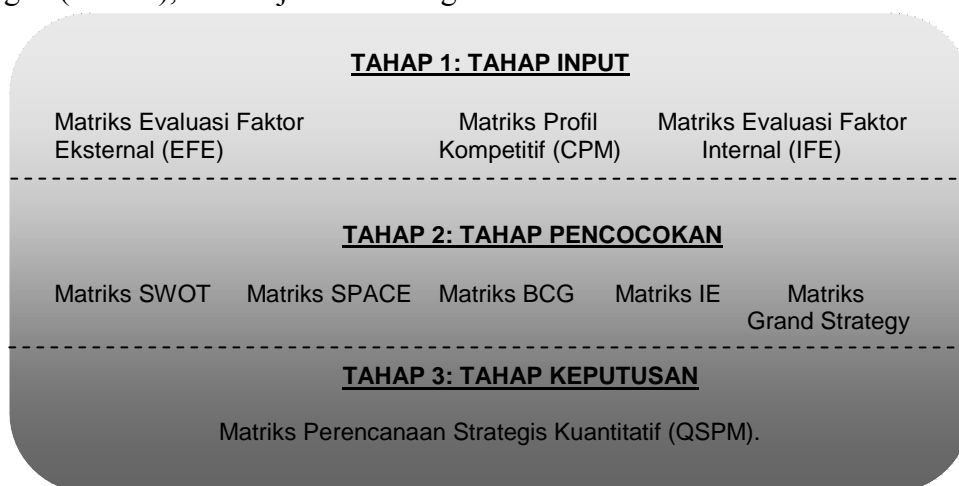 TAHAP 1: TAHAP INPUT
Matriks Evaluasi Faktor Eksternal (EFE)
Matriks Profil Kompetitif (CPM)
Matriks Evaluasi Faktor Internal (IFE)
TAHAP 2: TAHAP PENCOCOKAN
Matriks SWOT
Matriks SPACE
Matriks BCG
Matriks IE
Matriks Grand Strategy
TAHAP 3: TAHAP KEPUTUSAN
Matriks Perencanaan Strategis Kuantitatif (QSPM).